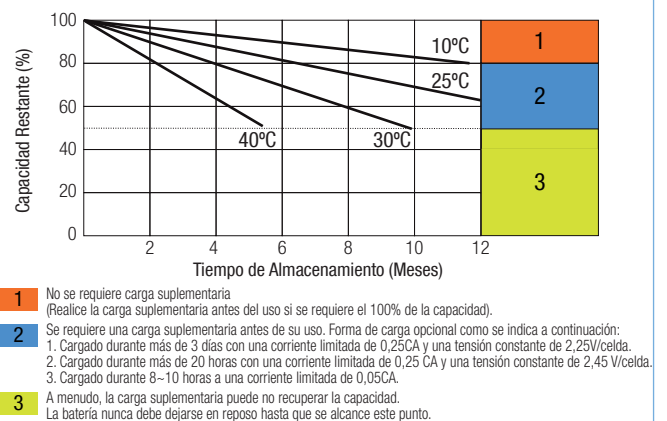 Capacidad Restante (%)
100
80
60
40
20
0
10ºC
25ºC
40ºC
30ºC
1
2
3
2
4
6
8
10
12
Tiempo de Almacenamiento (Meses)
1 No se requiere carga suplementaria
(Realice la carga suplementaria antes del uso si se requiere el 100% de la capacidad).
2 Se requiere una carga suplementaria antes de su uso. Forma de carga opcional como se indica a continuación:
1. Cargado durante más de 3 días con una corriente limitada de 0,25CA y una tensión constante de 2,25V/celda.
2. Cargado durante más de 20 horas con una corriente limitada de 0,25 CA y una tensión constante de 2,45 V/celda.
3. Cargado durante 8~10 horas a una corriente limitada de 0,05CA.
3 A menudo, la carga suplementaria puede no recuperar la capacidad.
La batería nunca debe dejarse en reposo hasta que se alcance este punto.